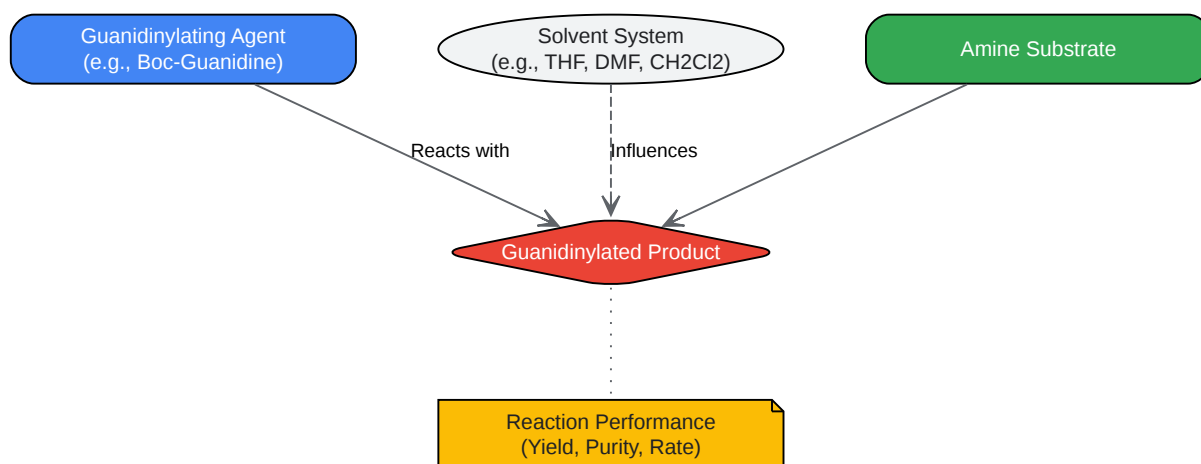 Guanidinylating Agent
(e.g., Boc-Guanidine)
Solvent System
(e.g., THF, DMF, CH2Cl2)
Amine Substrate
Reacts with
Influences
Guanidinylated Product
Reaction Performance
(Yield, Purity, Rate)